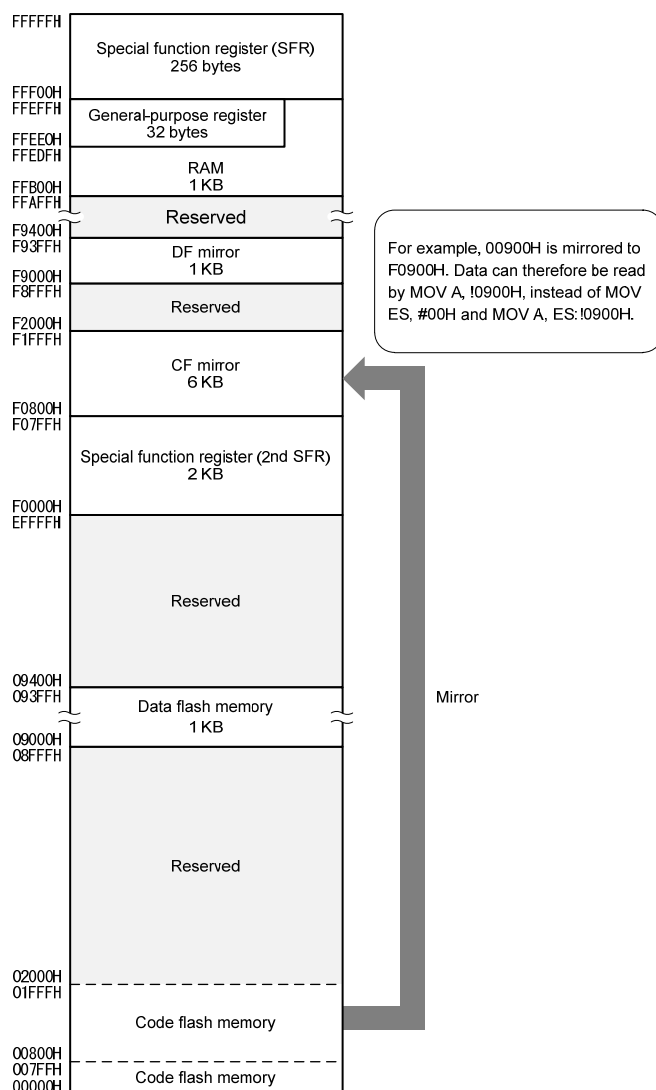 FFFFFH
Special function register (SFR)
256 bytes
FFF00H
FFEFFH
General-purpose register
32 bytes
FFEE0H
FFEDFH
RAM
1 KB
FFB00H
FFAFFH
Reserved
F9400H
F93FFH
DF mirror
1 KB
F9000H
F8FFFH
Reserved
F2000H
F1FFFH
CF mirror
6 KB
F0800H
F07FFH
Special function register (2nd SFR)
2 KB
F0000H
EFFFFH
Reserved
09400H
093FFH
Data flash memory
1 KB
09000H
08FFFH
Reserved
02000H
01FFFH
Code flash memory
00800H
007FFH
Code flash memory
00000H
For example, 00900H is mirrored to
F0900H. Data can therefore be read
by MOV A, !0900H, instead of MOV
ES, #00H and MOV A, ES:!0900H.
Mirror